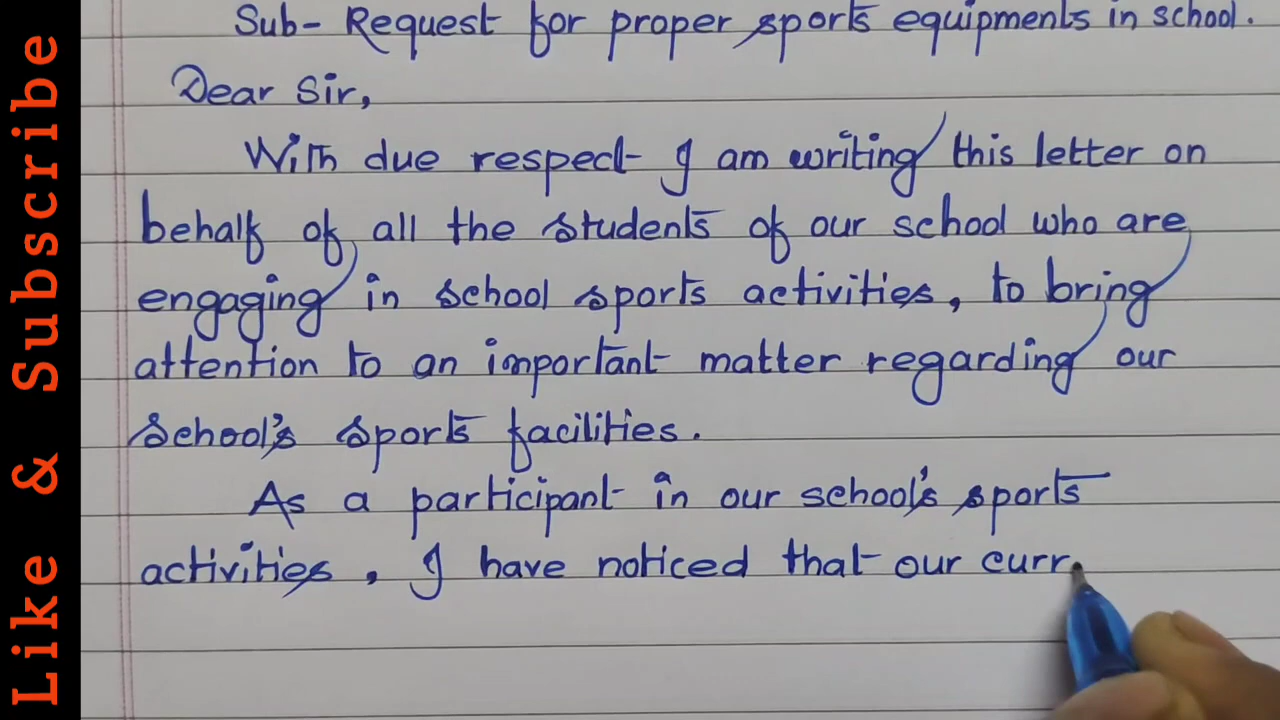 Like & Subscribe
Sub- Request for proper sports equipments in school.
Dear Sir,
With due respect I am writing this letter on
behalf of all the students of our school who are
engaging in school sports activities, to bring
attention to an important matter regarding our
School's sports facilities.
As a participant in our school's sports
activities, I have noticed that our curr